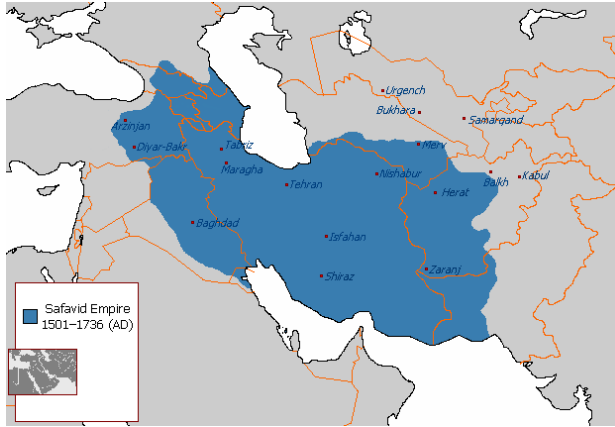 Urgench
Bukhara
Samarqand
Arzinjan
Diyar-Bakr
Tabriz
Maragha
Merv
Nishabur
Balkh
Kabul
Tehran
Herat
Baghdad
Isfahan
Shiraz
Zaranj
Safavid Empire
1501–1736 (AD)